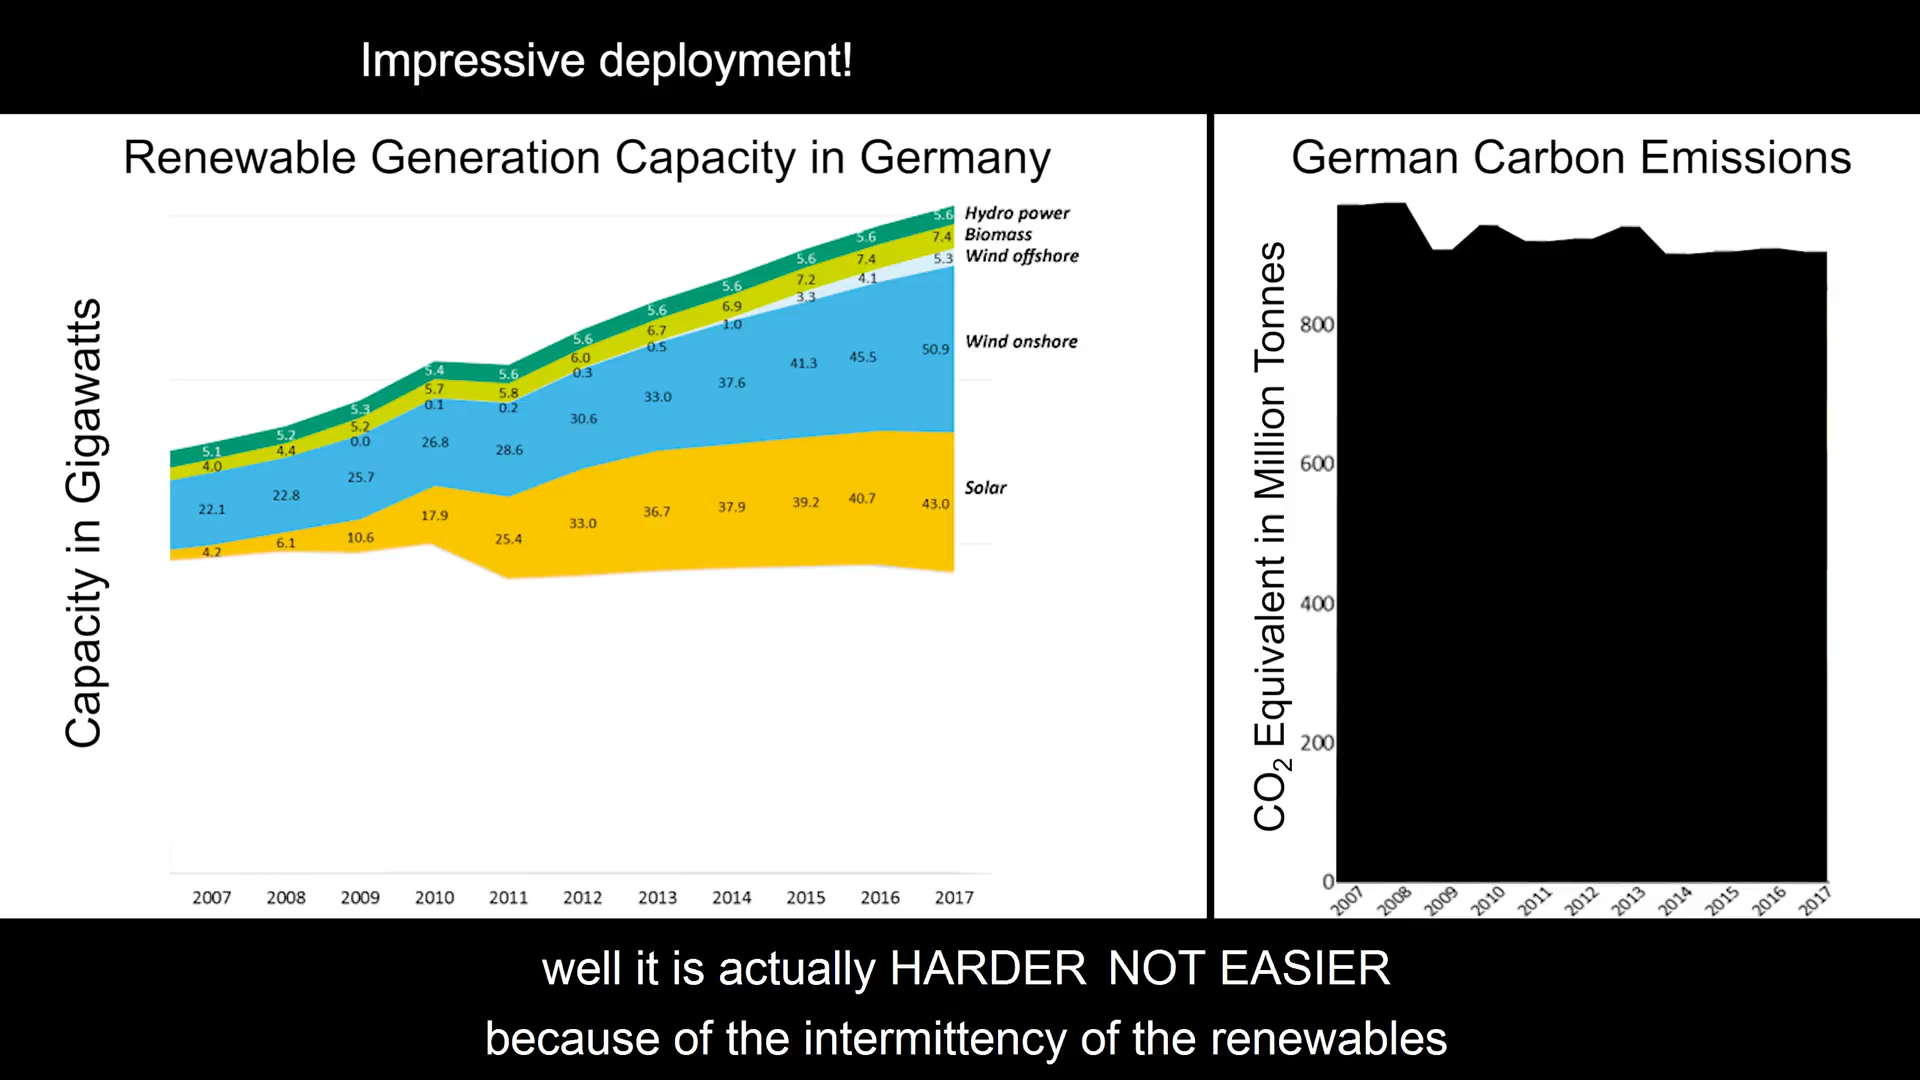 Impressive deployment!
Renewable Generation Capacity in Germany
Capacity in Gigawatts
5.1 5.2 5.3 5.4 5.6 5.6 5.6 5.6 5.6 5.6 5.6
Hydro power
4.0 4.4 5.2 5.7 5.8 6.0 6.7 6.9 7.2 7.4 7.4
Biomass
0.0 0.1 0.2 0.3 0.5 1.0 3.3 4.1 5.3
Wind offshore
22.1 22.8 25.7 26.8 28.6 30.6 33.0 37.6 41.3 45.5 50.9
Wind onshore
4.2 6.1 10.6 17.9 25.4 33.0 36.7 37.9 39.2 40.7 43.0
Solar
2007 2008 2009 2010 2011 2012 2013 2014 2015 2016 2017
German Carbon Emissions
CO₂ Equivalent in Million Tonnes
800
600
400
200
0
2007 2008 2009 2010 2011 2012 2013 2014 2015 2016 2017
well it is actually HARDER NOT EASIER
because of the intermittency of the renewables